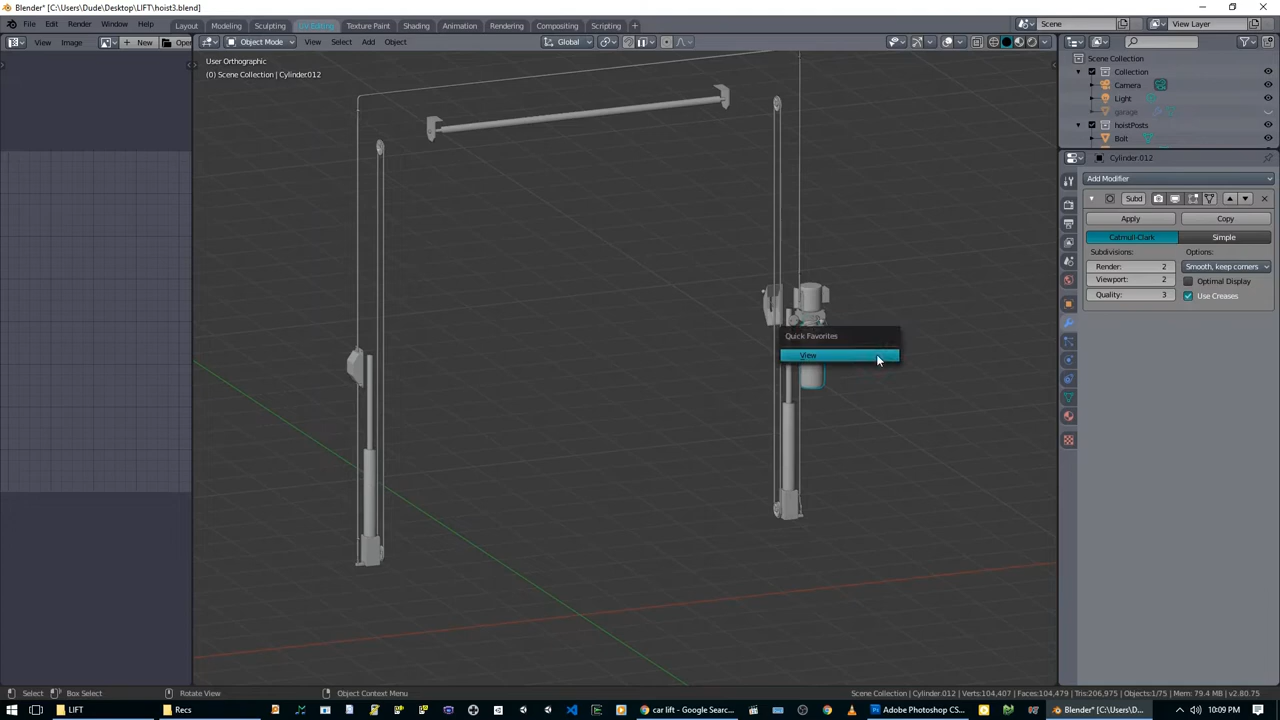 Blender* [C:\Users\Dude\Desktop\LIFT\hoist3.blend]
File Edit Render Window Help Layout Modeling Sculpting UV Editing Texture Paint Shading Animation Rendering Compositing Scripting + Scene View Layer
View Image New Open Object Mode View Select Add Object Global
User Orthographic
(0) Scene Collection | Cylinder.012
Scene Collection
Collection
Camera
Light
garage
hoistPosts
Bolt
Cylinder.012
Add Modifier
Subd
Apply Copy
Catmull-Clark Simple
Subdivisions: Options:
Render: 2 Smooth, keep corners
Viewport: 2 Optimal Display
Quality: 3 Use Creases
Quick Favorites
View
Select Box Select Rotate View Object Context Menu Scene Collection | Cylinder.012 | Verts:104,407 | Faces:104,479 | Tris:206,975 | Objects:1/75 | Mem: 79.4 MB | v2.80.75
LIFT Recs car lift - Google Sear... Adobe Photoshop CS... Blender* [C:\Users\D... 10:09 PM